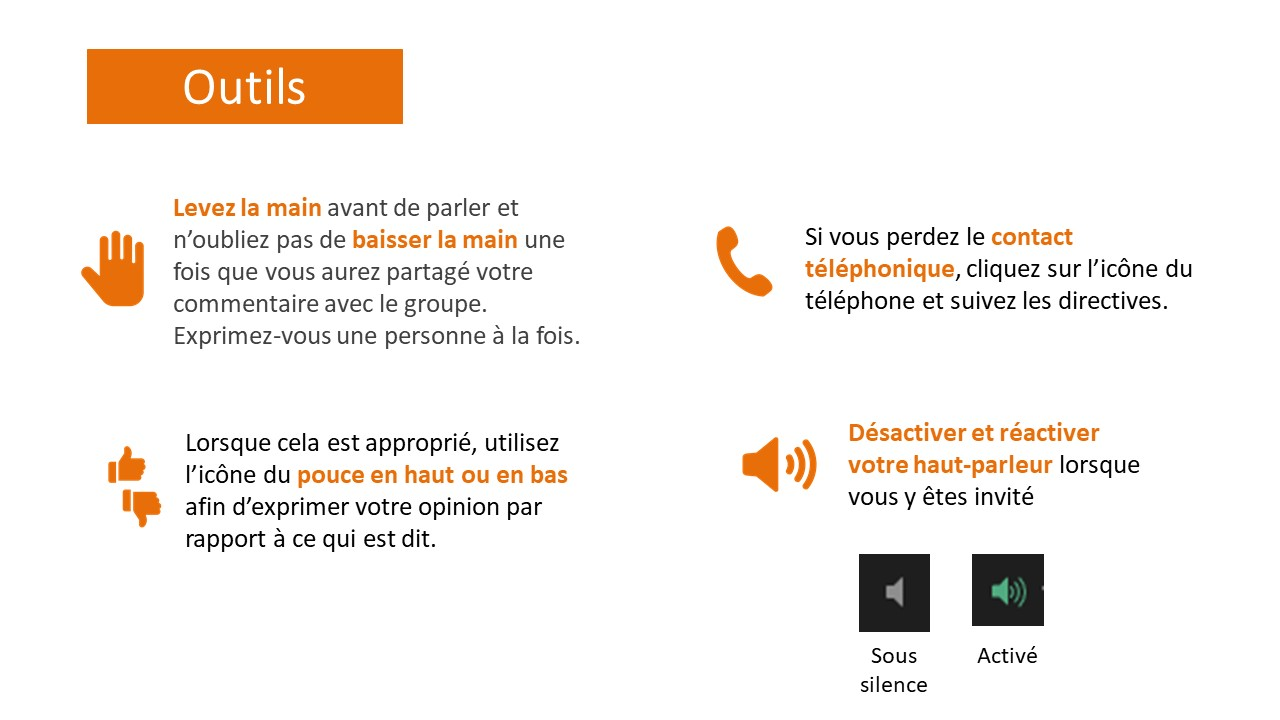 Outils
Levez la main avant de parler et
n’oubliez pas de baisser la main une
fois que vous aurez partagé votre
commentaire avec le groupe.
Exprimez-vous une personne à la fois.
Si vous perdez le contact
téléphonique, cliquez sur l’icône du
téléphone et suivez les directives.
Lorsque cela est approprié, utilisez
l’icône du pouce en haut ou en bas
afin d’exprimer votre opinion par
rapport à ce qui est dit.
Désactiver et réactiver
votre haut-parleur lorsque
vous y êtes invité
Sous
silence
Activé